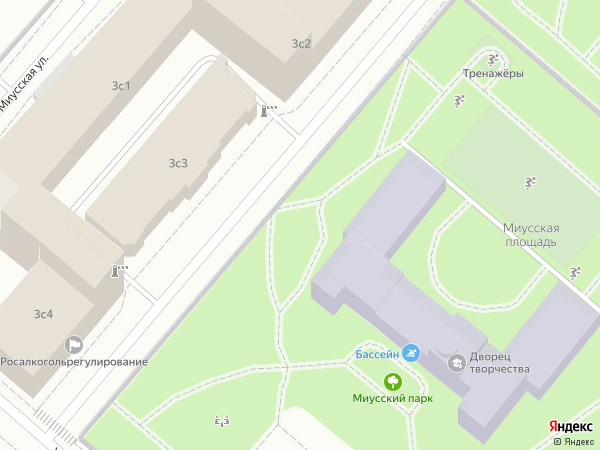 3с2
Миусская ул.
3с1
Тренажёры
3с3
Миусская
площадь
3с4
Росалкогольрегулирование
Бассейн
Дворец
творчества
Миусский парк
Яндекс
© Яндекс